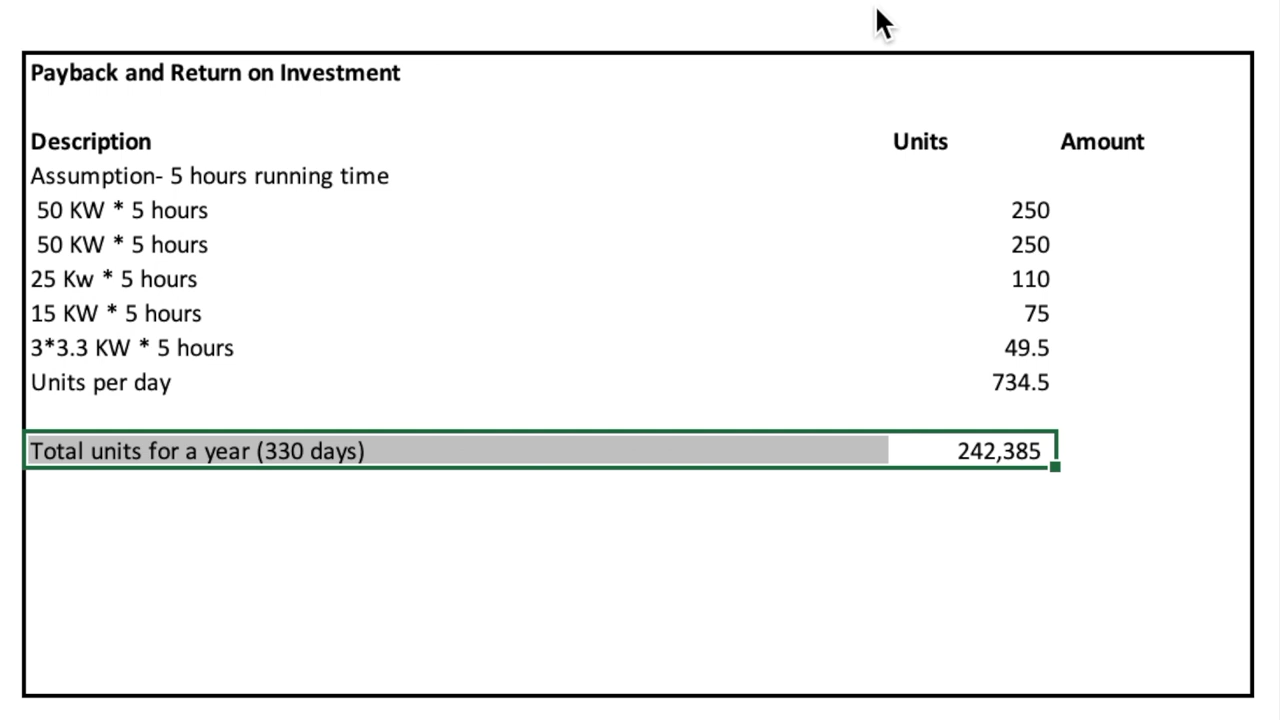 Payback and Return on Investment
Description Units Amount
Assumption- 5 hours running time
50 KW * 5 hours 250
50 KW * 5 hours 250
25 Kw * 5 hours 110
15 KW * 5 hours 75
3*3.3 KW * 5 hours 49.5
Units per day 734.5
Total units for a year (330 days) 242,385